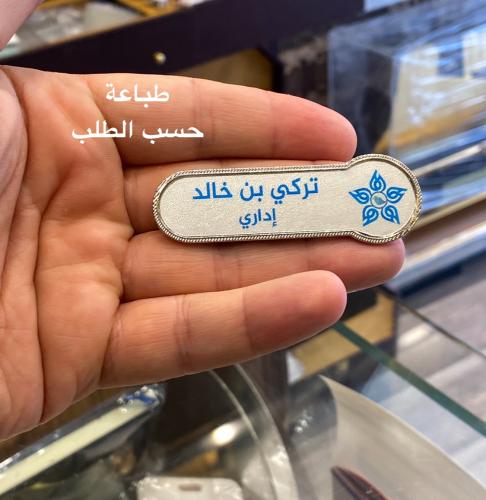 طباعة
حسب الطلب
تركي بن خالد
إداري